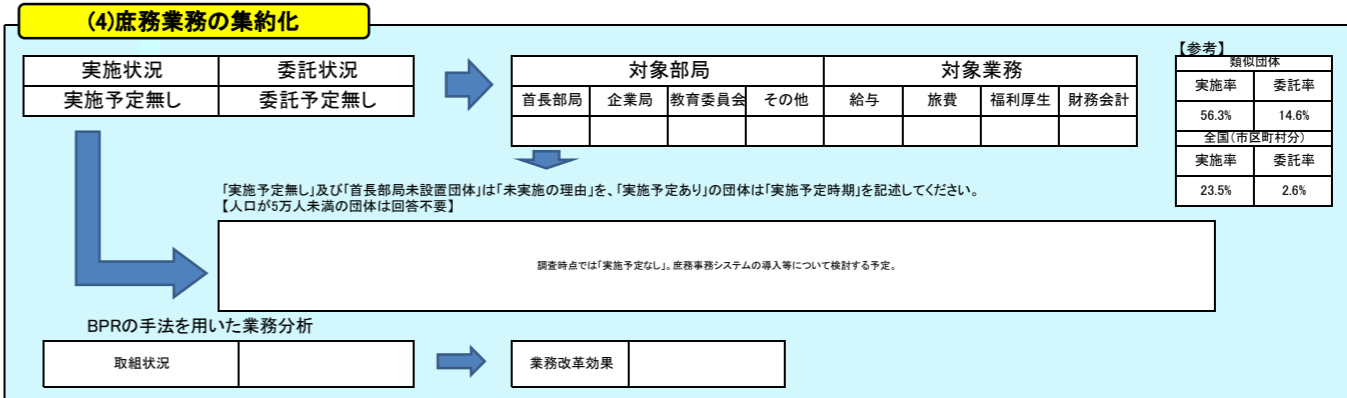 (4)庶務業務の集約化
実施状況 委託状況
実施予定無し 委託予定無し
対象部局 対象業務
首長部局 企業局 教育委員会 その他 給与 旅費 福利厚生 財務会計
【参考】
類似団体
実施率 委託率
56.3% 14.6%
全国(市区町村分)
実施率 委託率
23.5% 2.6%
「実施予定無し」及び「首長部局未設置団体」は「未実施の理由」を、「実施予定あり」の団体は「実施予定時期」を記述してください。
【人口が5万人未満の団体は回答不要】
調査時点では「実施予定なし」。庶務事務システムの導入等について検討する予定。
BPRの手法を用いた業務分析
取組状況
業務改革効果